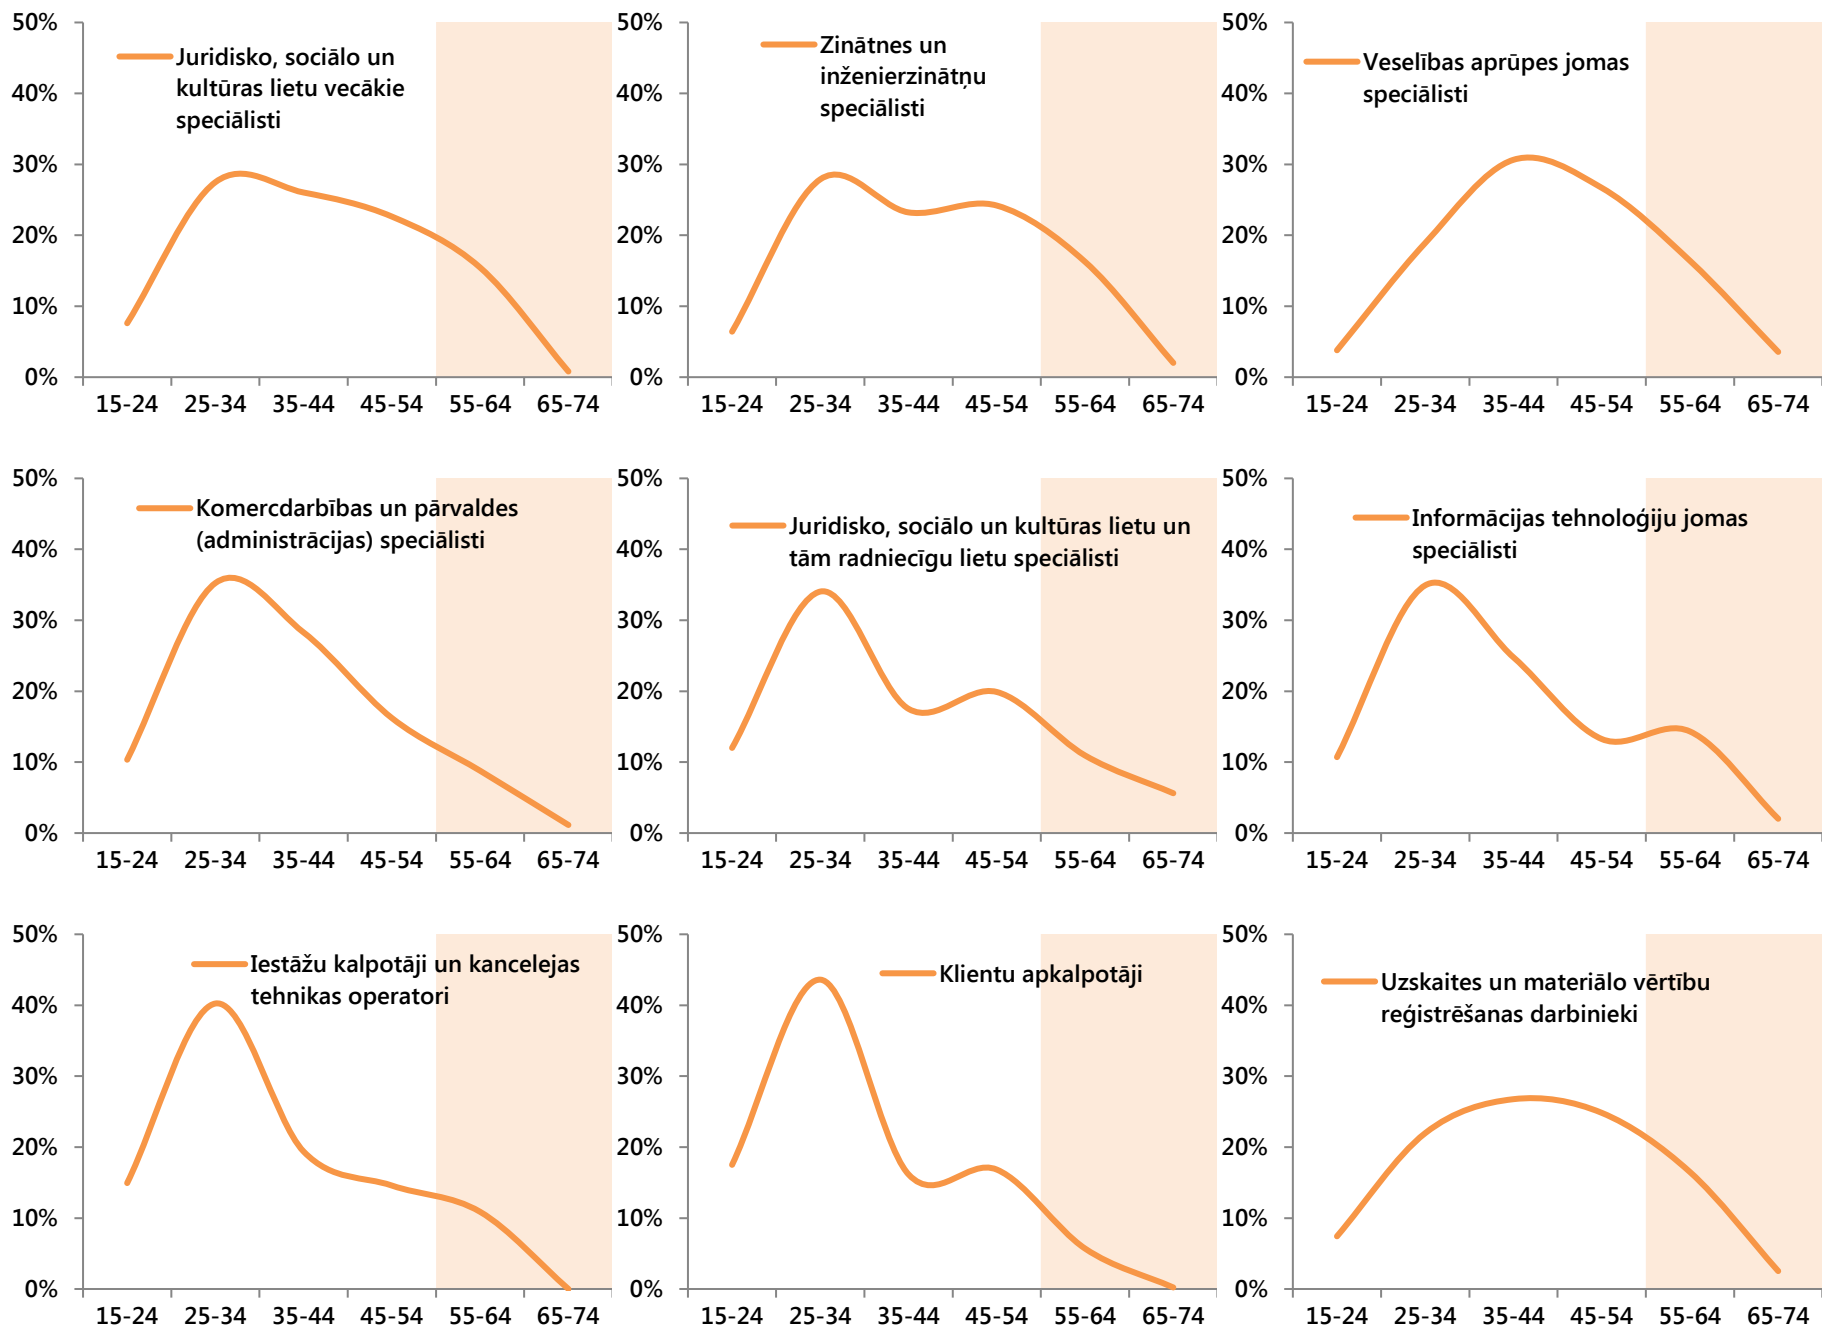 50%
40%
30%
20%
10%
0%
Juridisko, sociālo un
kultūras lietu vecākie
speciālisti
15-24 25-34 35-44 45-54 55-64 65-74
50%
40%
30%
20%
10%
0%
Zinātnes un
inženierzinātņu
speciālisti
15-24 25-34 35-44 45-54 55-64 65-74
50%
40%
30%
20%
10%
0%
Veselības aprūpes jomas
speciālisti
15-24 25-34 35-44 45-54 55-64 65-74
50%
40%
30%
20%
10%
0%
Komercdarbības un pārvaldes
(administrācijas) speciālisti
15-24 25-34 35-44 45-54 55-64 65-74
50%
40%
30%
20%
10%
0%
Juridisko, sociālo un kultūras lietu un
tām radniecīgu lietu speciālisti
15-24 25-34 35-44 45-54 55-64 65-74
50%
40%
30%
20%
10%
0%
Informācijas tehnoloģiju jomas
speciālisti
15-24 25-34 35-44 45-54 55-64 65-74
50%
40%
30%
20%
10%
0%
Iestāžu kalpotāji un kancelejas
tehnikas operatori
15-24 25-34 35-44 45-54 55-64 65-74
50%
40%
30%
20%
10%
0%
Klientu apkalpotāji
15-24 25-34 35-44 45-54 55-64 65-74
50%
40%
30%
20%
10%
0%
Uzskaites un materiālo vērtību
reģistrēšanas darbinieki
15-24 25-34 35-44 45-54 55-64 65-74